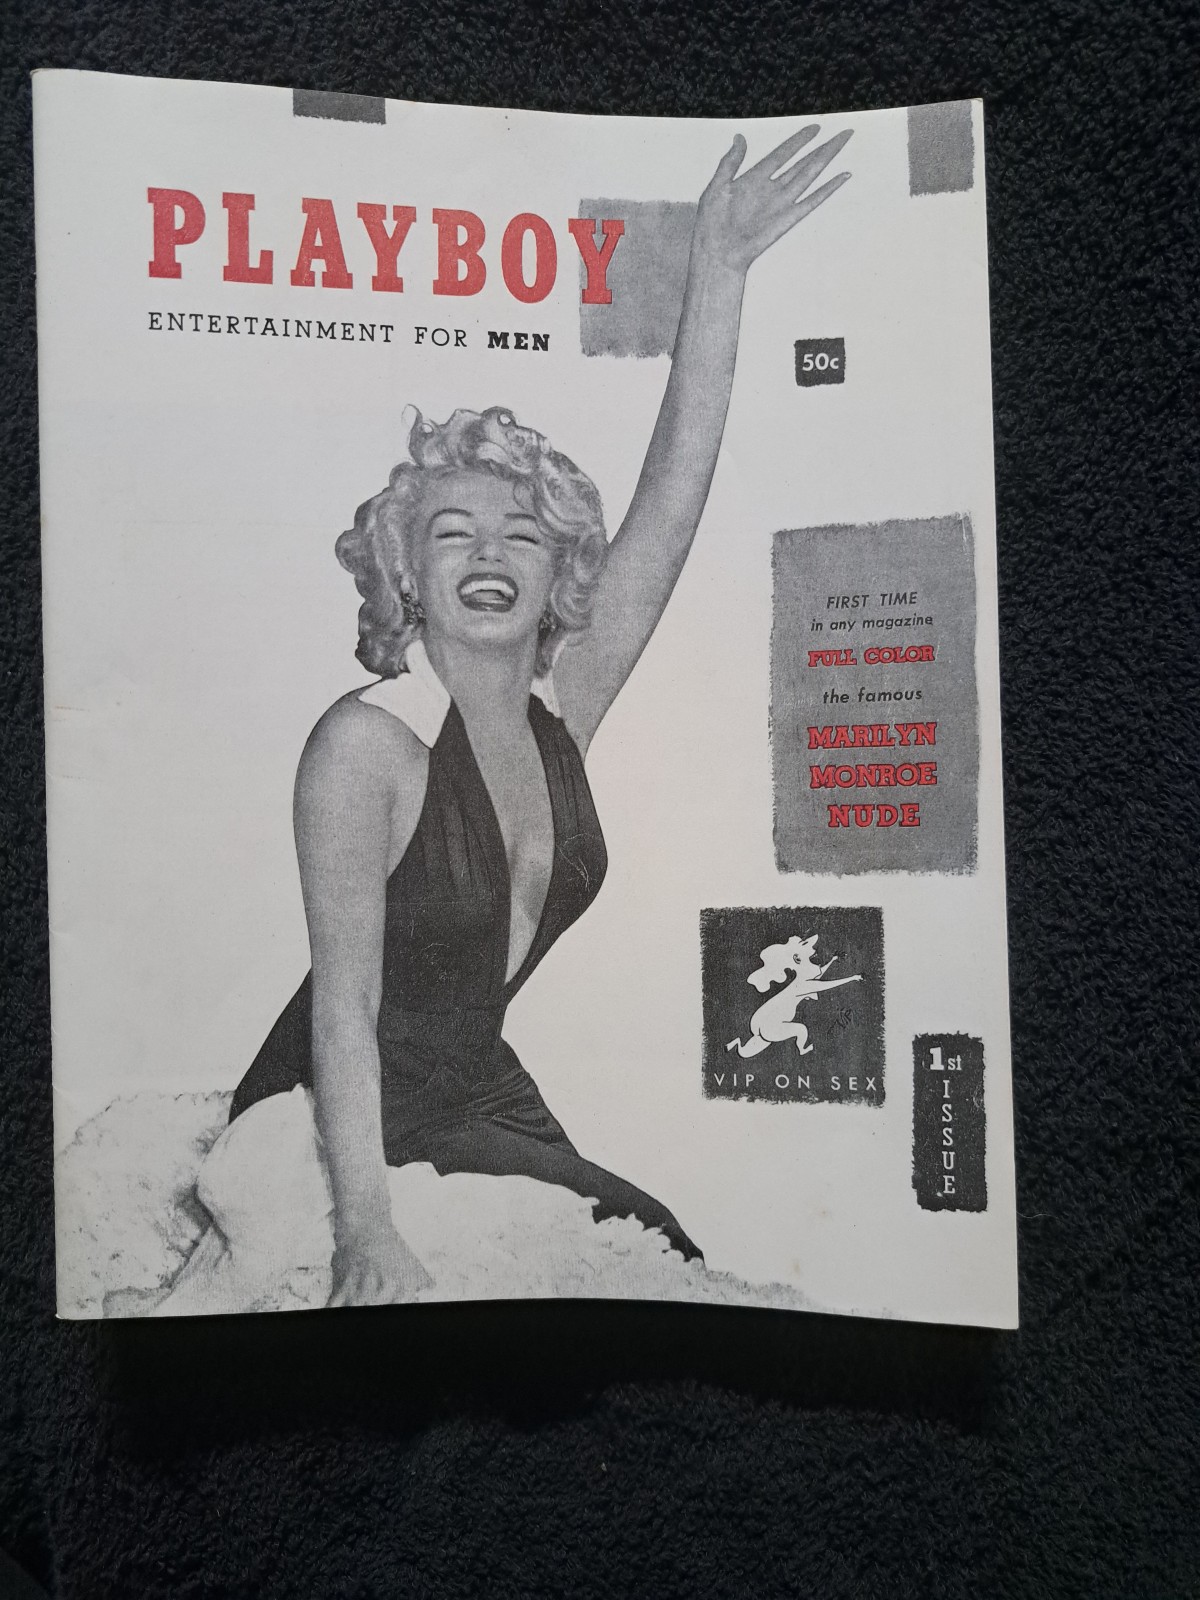 PLAYBOY
ENTERTAINMENT FOR MEN
50c
FIRST TIME
in any magazine
FULL COLOR
the famous
MARILYN
MONROE
NUDE
VIP
VIP ON SEX
1st
ISSUE